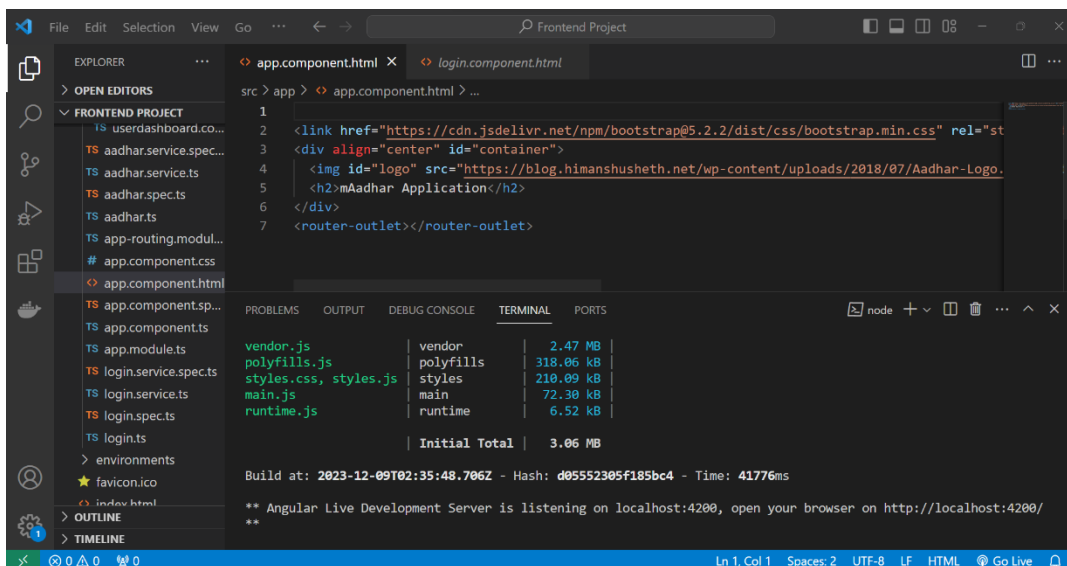 File Edit Selection View Go ··· Frontend Project
EXPLORER ···
> OPEN EDITORS
FRONTEND PROJECT
TS userdashboard.co...
TS aadhar.service.spec...
TS aadhar.service.ts
TS aadhar.spec.ts
TS aadhar.ts
TS app-routing.modul...
# app.component.css
<> app.component.html
TS app.component.sp...
TS app.component.ts
TS app.module.ts
TS login.service.spec.ts
TS login.service.ts
TS login.spec.ts
TS login.ts
> environments
favicon.ico
<> index.html
> OUTLINE
> TIMELINE
1
<> app.component.html × <> login.component.html ···
src > app > <> app.component.html > ...
1
2 <link href="https://cdn.jsdelivr.net/npm/bootstrap@5.2.2/dist/css/bootstrap.min.css" rel="st
3 <div align="center" id="container">
4 <img id="logo" src="https://blog.himanshusheth.net/wp-content/uploads/2018/07/Aadhar-Logo.
5 <h2>mAadhar Application</h2>
6 </div>
7 <router-outlet></router-outlet>
PROBLEMS OUTPUT DEBUG CONSOLE TERMINAL PORTS node ···
vendor.js | vendor | 2.47 MB |
polyfills.js | polyfills | 318.06 kB |
styles.css, styles.js | styles | 210.09 kB |
main.js | main | 72.30 kB |
runtime.js | runtime | 6.52 kB |
| Initial Total | 3.06 MB
Build at: 2023-12-09T02:35:48.706Z - Hash: d05552305f185bc4 - Time: 41776ms
** Angular Live Development Server is listening on localhost:4200, open your browser on http://localhost:4200/
**
0 0 0 Ln 1, Col 1 Spaces: 2 UTF-8 LF HTML Go Live